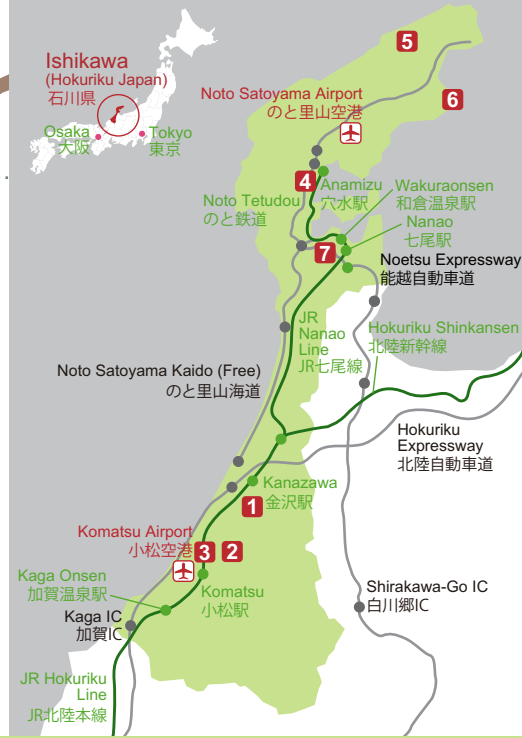 Ishikawa
(Hokuriku Japan)
石川県
Osaka
大阪
Tokyo
東京
5
Noto Satoyama Airport
のと里山空港
6
4
Anamizu
穴水駅
Wakuraonsen
和倉温泉駅
Noto Tetudou
のと鉄道
Nanao
七尾駅
7
Noetsu Expressway
能越自動車道
JR
Nanao
Line
JR七尾線
Hokuriku Shinkansen
北陸新幹線
Noto Satoyama Kaido (Free)
のと里山海道
Hokuriku
Expressway
北陸自動車道
Kanazawa
金沢駅
1
Komatsu Airport
小松空港
3
2
Kaga Onsen
加賀温泉駅
Komatsu
小松駅
Kaga IC
加賀IC
Shirakawa-Go IC
白川郷IC
JR Hokuriku
Line
JR北陸本線